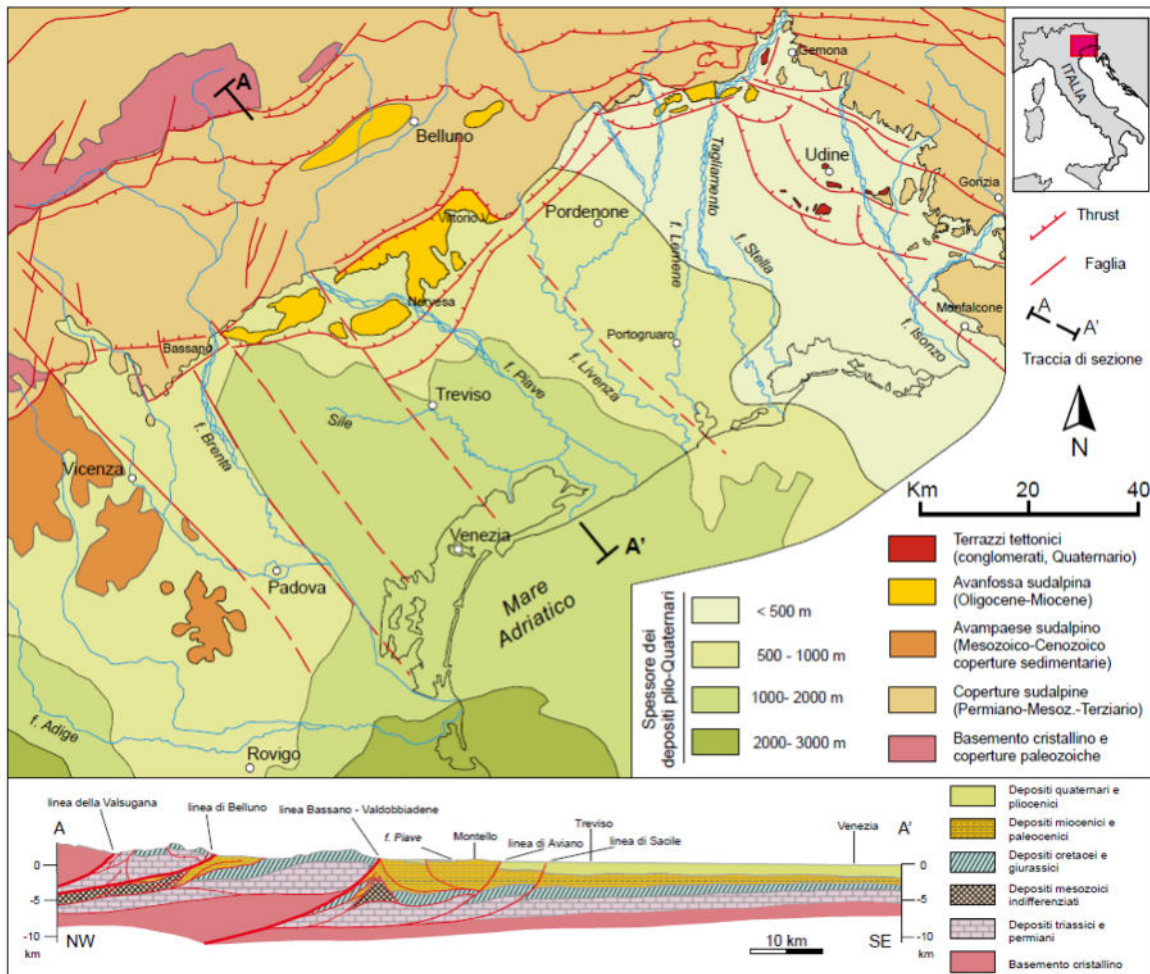 Gemona
A
Belluno
Udine
Tagliamento
Gorizia
Vittorio V.
Pordenone
f. Lemene
f. Stella
Nervesa
Monfalcone
Bassano
Portogruaro
f. Isonzo
f. Piave
f. Livenza
Treviso
Sile
f. Brenta
Vicenza
Venezia
A'
Padova
Mare
Adriatico
f. Adige
Rovigo
ITALIA
Thrust
Faglia
A
A'
Traccia di sezione
N
Km
20
40
Terrazzi tettonici
(conglomerati, Quaternario)
Avanfossa sudalpina
(Oligocene-Miocene)
Avampaese sudalpino
(Mesozoico-Cenozoico
coperture sedimentarie)
Coperture sudalpine
(Permiano-Mesoz.-Terziario)
Basemento cristallino e
coperture paleozoiche
Spessore dei
depositi plio-Quaternari
< 500 m
500 - 1000 m
1000- 2000 m
2000- 3000 m
linea della Valsugana
linea di Belluno
linea Bassano - Valdobbiadene
f. Piave
Montello
linea di Aviano
Treviso
linea di Sacile
Venezia
A
A'
0
-5
-10
km
NW
0
-5
-10
km
SE
10 km
Depositi quaternari e
pliocenici
Depositi miocenici e
paleocenici
Depositi cretacei e
giurassici
Depositi mesozoici
indifferenziati
Depositi triassici e
permiani
Basemento cristallino